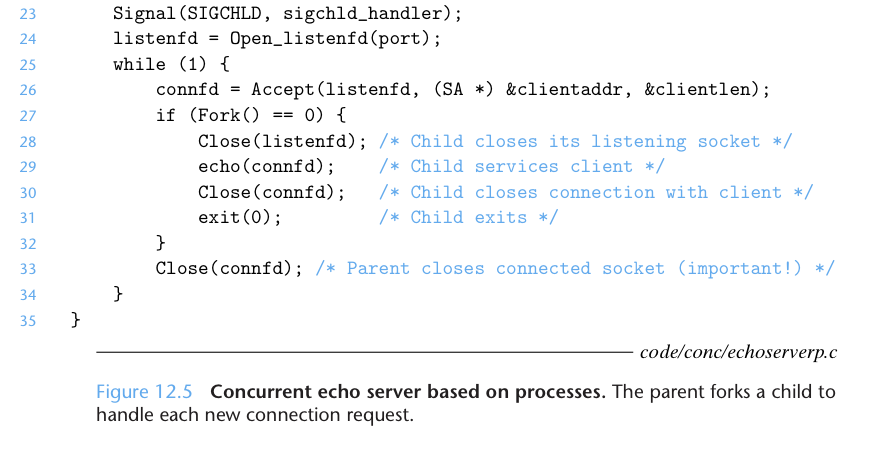 23 Signal(SIGCHLD, sigchld_handler);
24 listenfd = Open_listenfd(port);
25 while (1) {
26 connfd = Accept(listenfd, (SA *) &clientaddr, &clientlen);
27 if (Fork() == 0) {
28 Close(listenfd); /* Child closes its listening socket */
29 echo(connfd); /* Child services client */
30 Close(connfd); /* Child closes connection with client */
31 exit(0); /* Child exits */
32 }
33 Close(connfd); /* Parent closes connected socket (important!) */
34 }
35 }
code/conc/echoserverp.c
Figure 12.5 Concurrent echo server based on processes. The parent forks a child to
handle each new connection request.